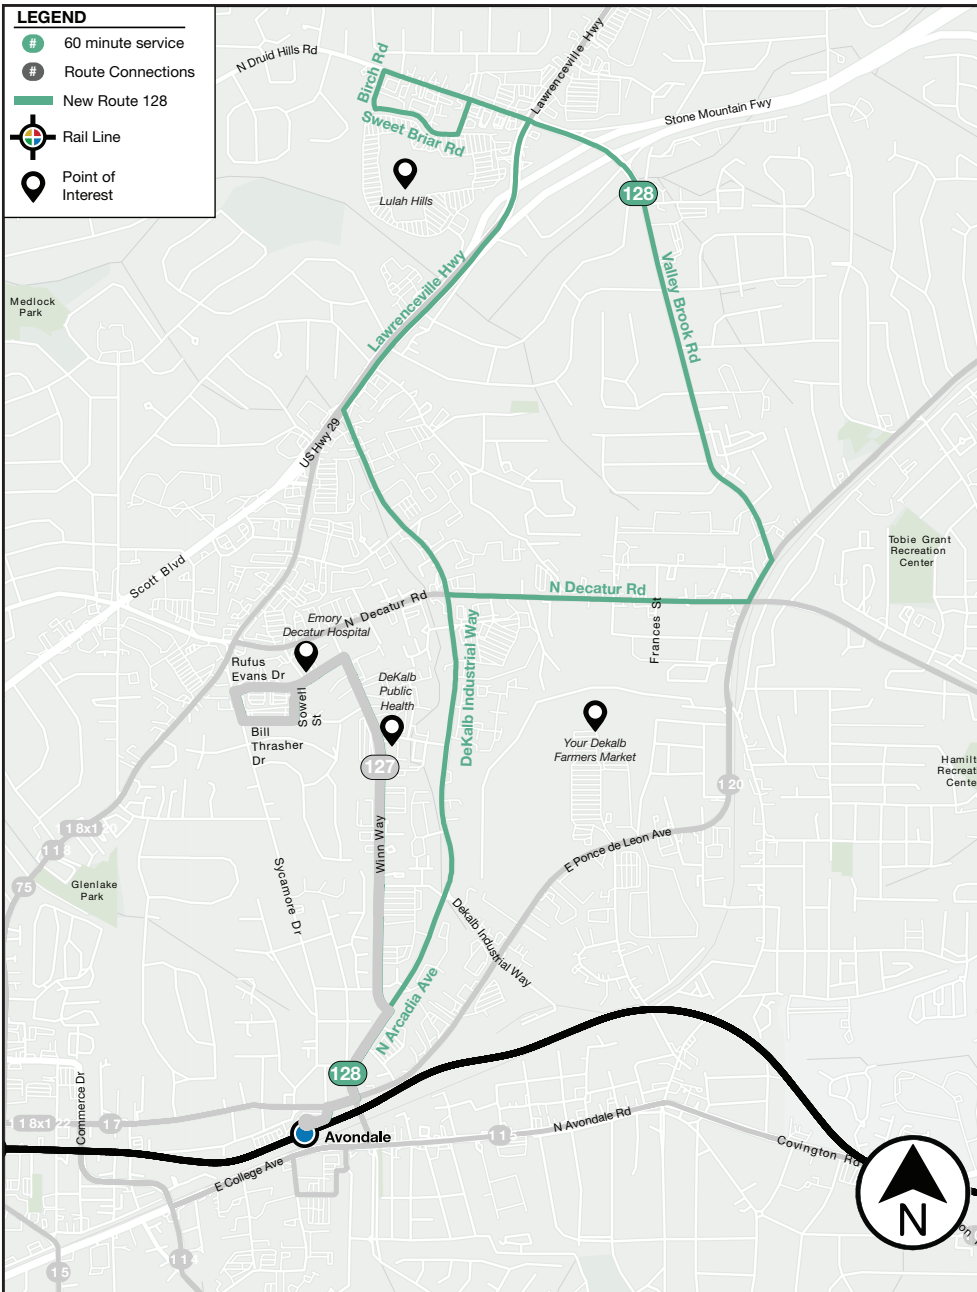 LEGEND
# 60 minute service
# Route Connections
New Route 128
Rail Line
Point of
Interest
N Druid Hills Rd
Birch Rd
Sweet Briar Rd
Lawrenceville Hwy
Stone Mountain Fwy
Lulah Hills
128
Lawrenceville Hwy
Valley Brook Rd
Medlock
Park
US Hwy 29
Scott Blvd
Tobie Grant
Recreation
Center
N Decatur Rd
N Decatur Rd
Frances St
Emory
Decatur Hospital
Rufus
Evans Dr
Sowell
St
DeKalb
Public
Health
DeKalb Industrial Way
Bill
Thrasher
Dr
Your Dekalb
Farmers Market
127
120
Hamilt
Recreati
Cente
18x1
Winn Way
E Ponce de Leon Ave
75
Glenlake
Park
Sycamore Dr
Dekalb Industrial Way
N Arcadia Ave
128
Commerce Dr
18x122
17
Avondale
11
N Avondale Rd
Covington Rd
E College Ave
N
15
114